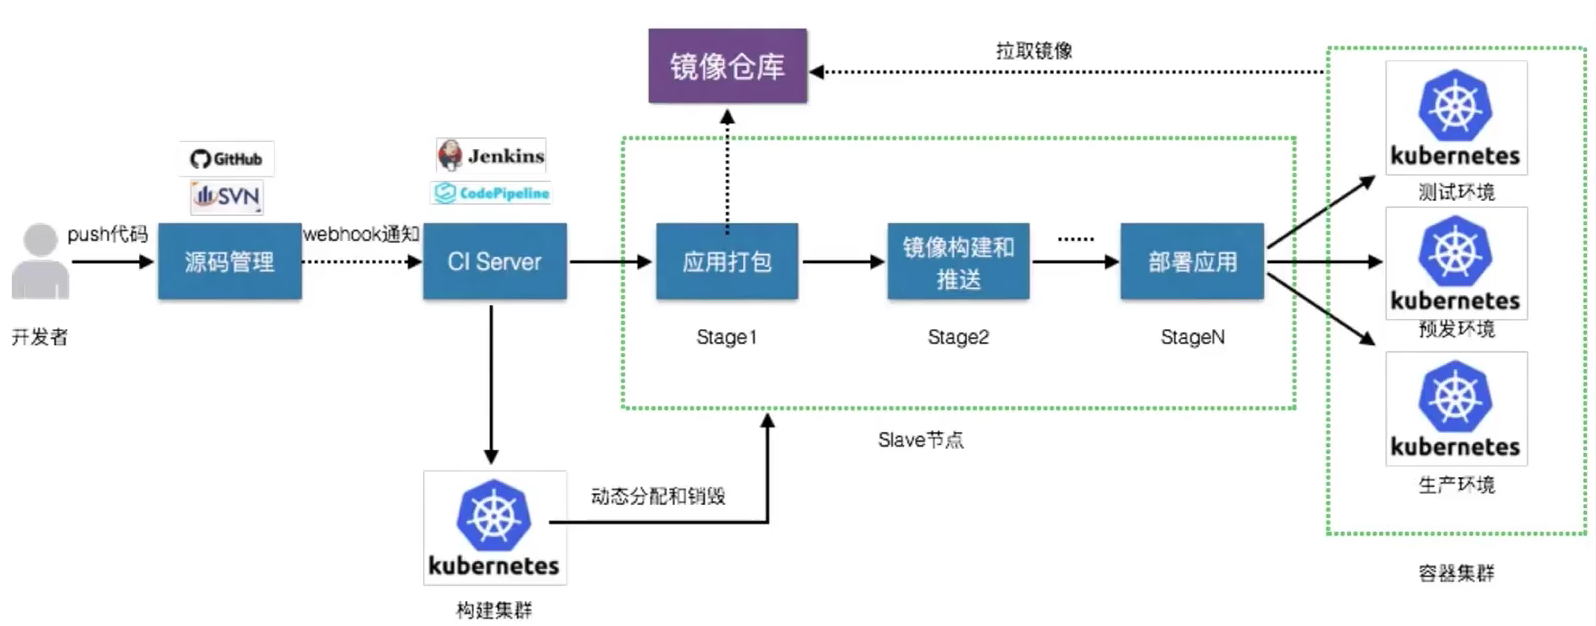 镜像仓库
拉取镜像
kubernetes
测试环境
GitHub
SVN
Jenkins
CodePipeline
push代码
源码管理
webhook通知
CI Server
应用打包
镜像构建和
推送
......
部署应用
kubernetes
预发环境
开发者
Stage1
Stage2
StageN
kubernetes
生产环境
Slave节点
动态分配和销毁
kubernetes
构建集群
容器集群